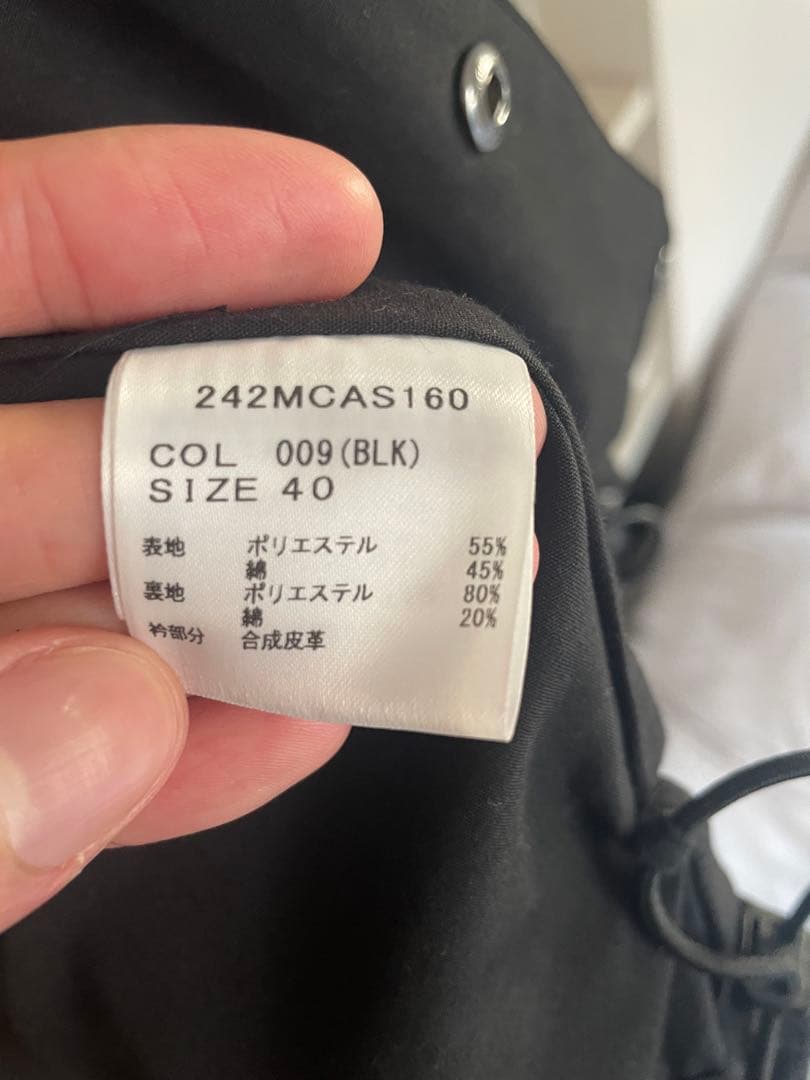 242MCAS160
COL 009(BLK)
SIZE 40
表地 ポリエステル 55%
綿 45%
裏地 ポリエステル 80%
綿 20%
衿部分 合成皮革